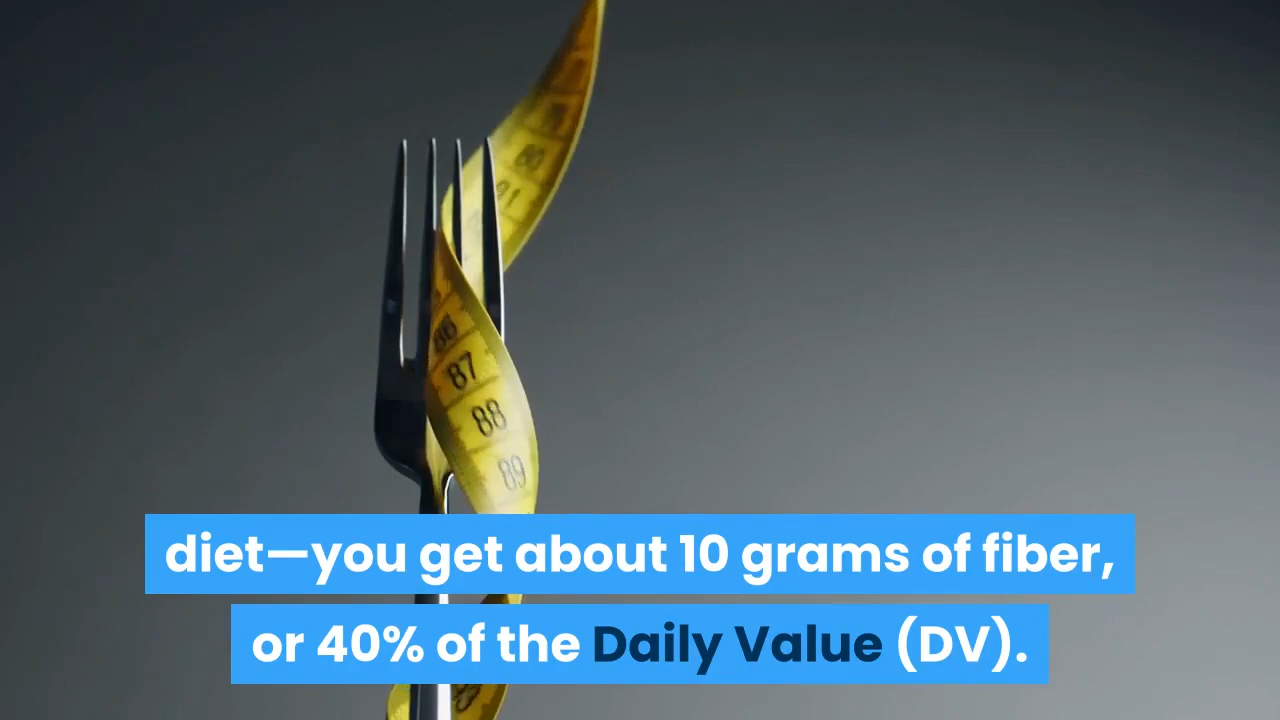 91
86
87
88
89
diet—you get about 10 grams of fiber,
or 40% of the Daily Value (DV).